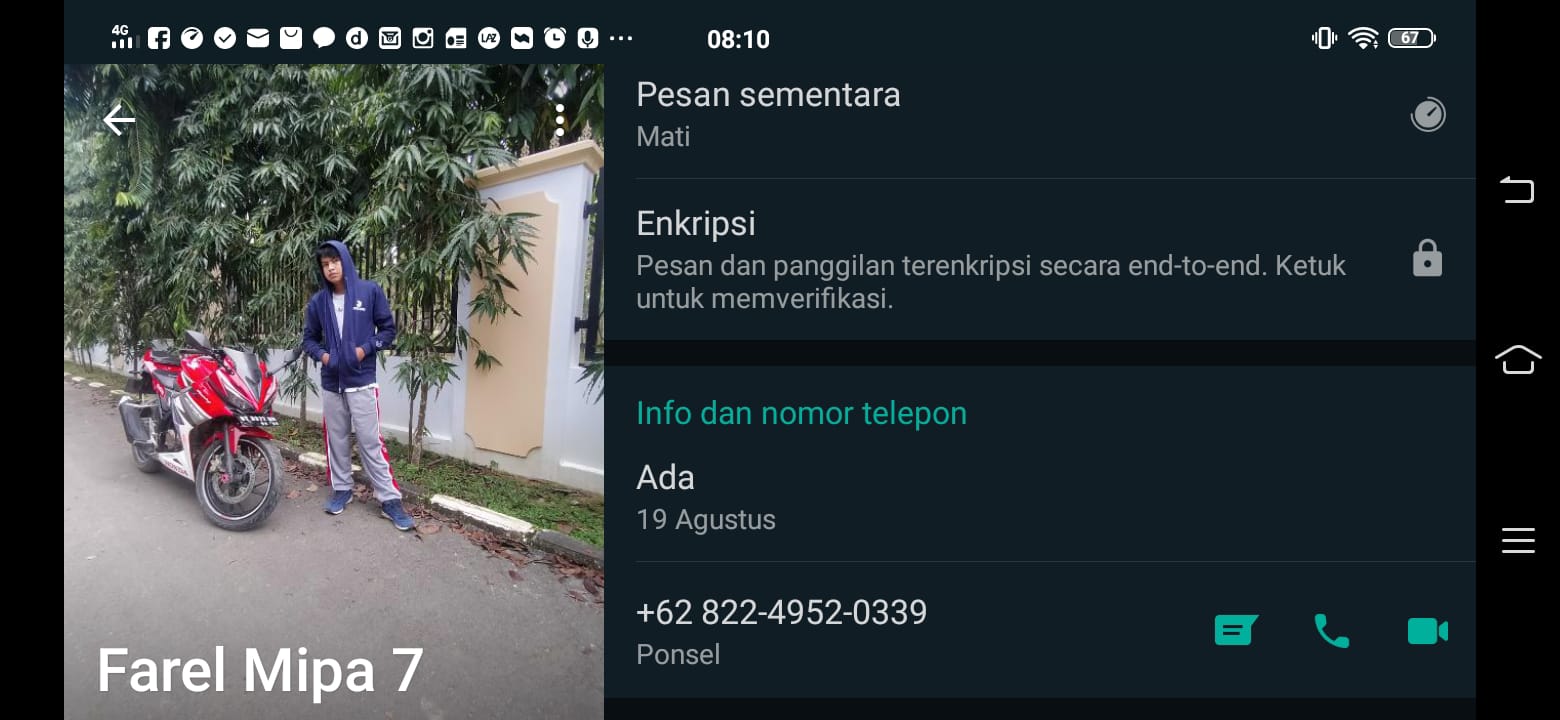 4G
08:10
67
Farel Mipa 7
Pesan sementara
Mati
Enkripsi
Pesan dan panggilan terenkripsi secara end-to-end. Ketuk
untuk memverifikasi.
Info dan nomor telepon
Ada
19 Agustus
+62 822-4952-0339
Ponsel